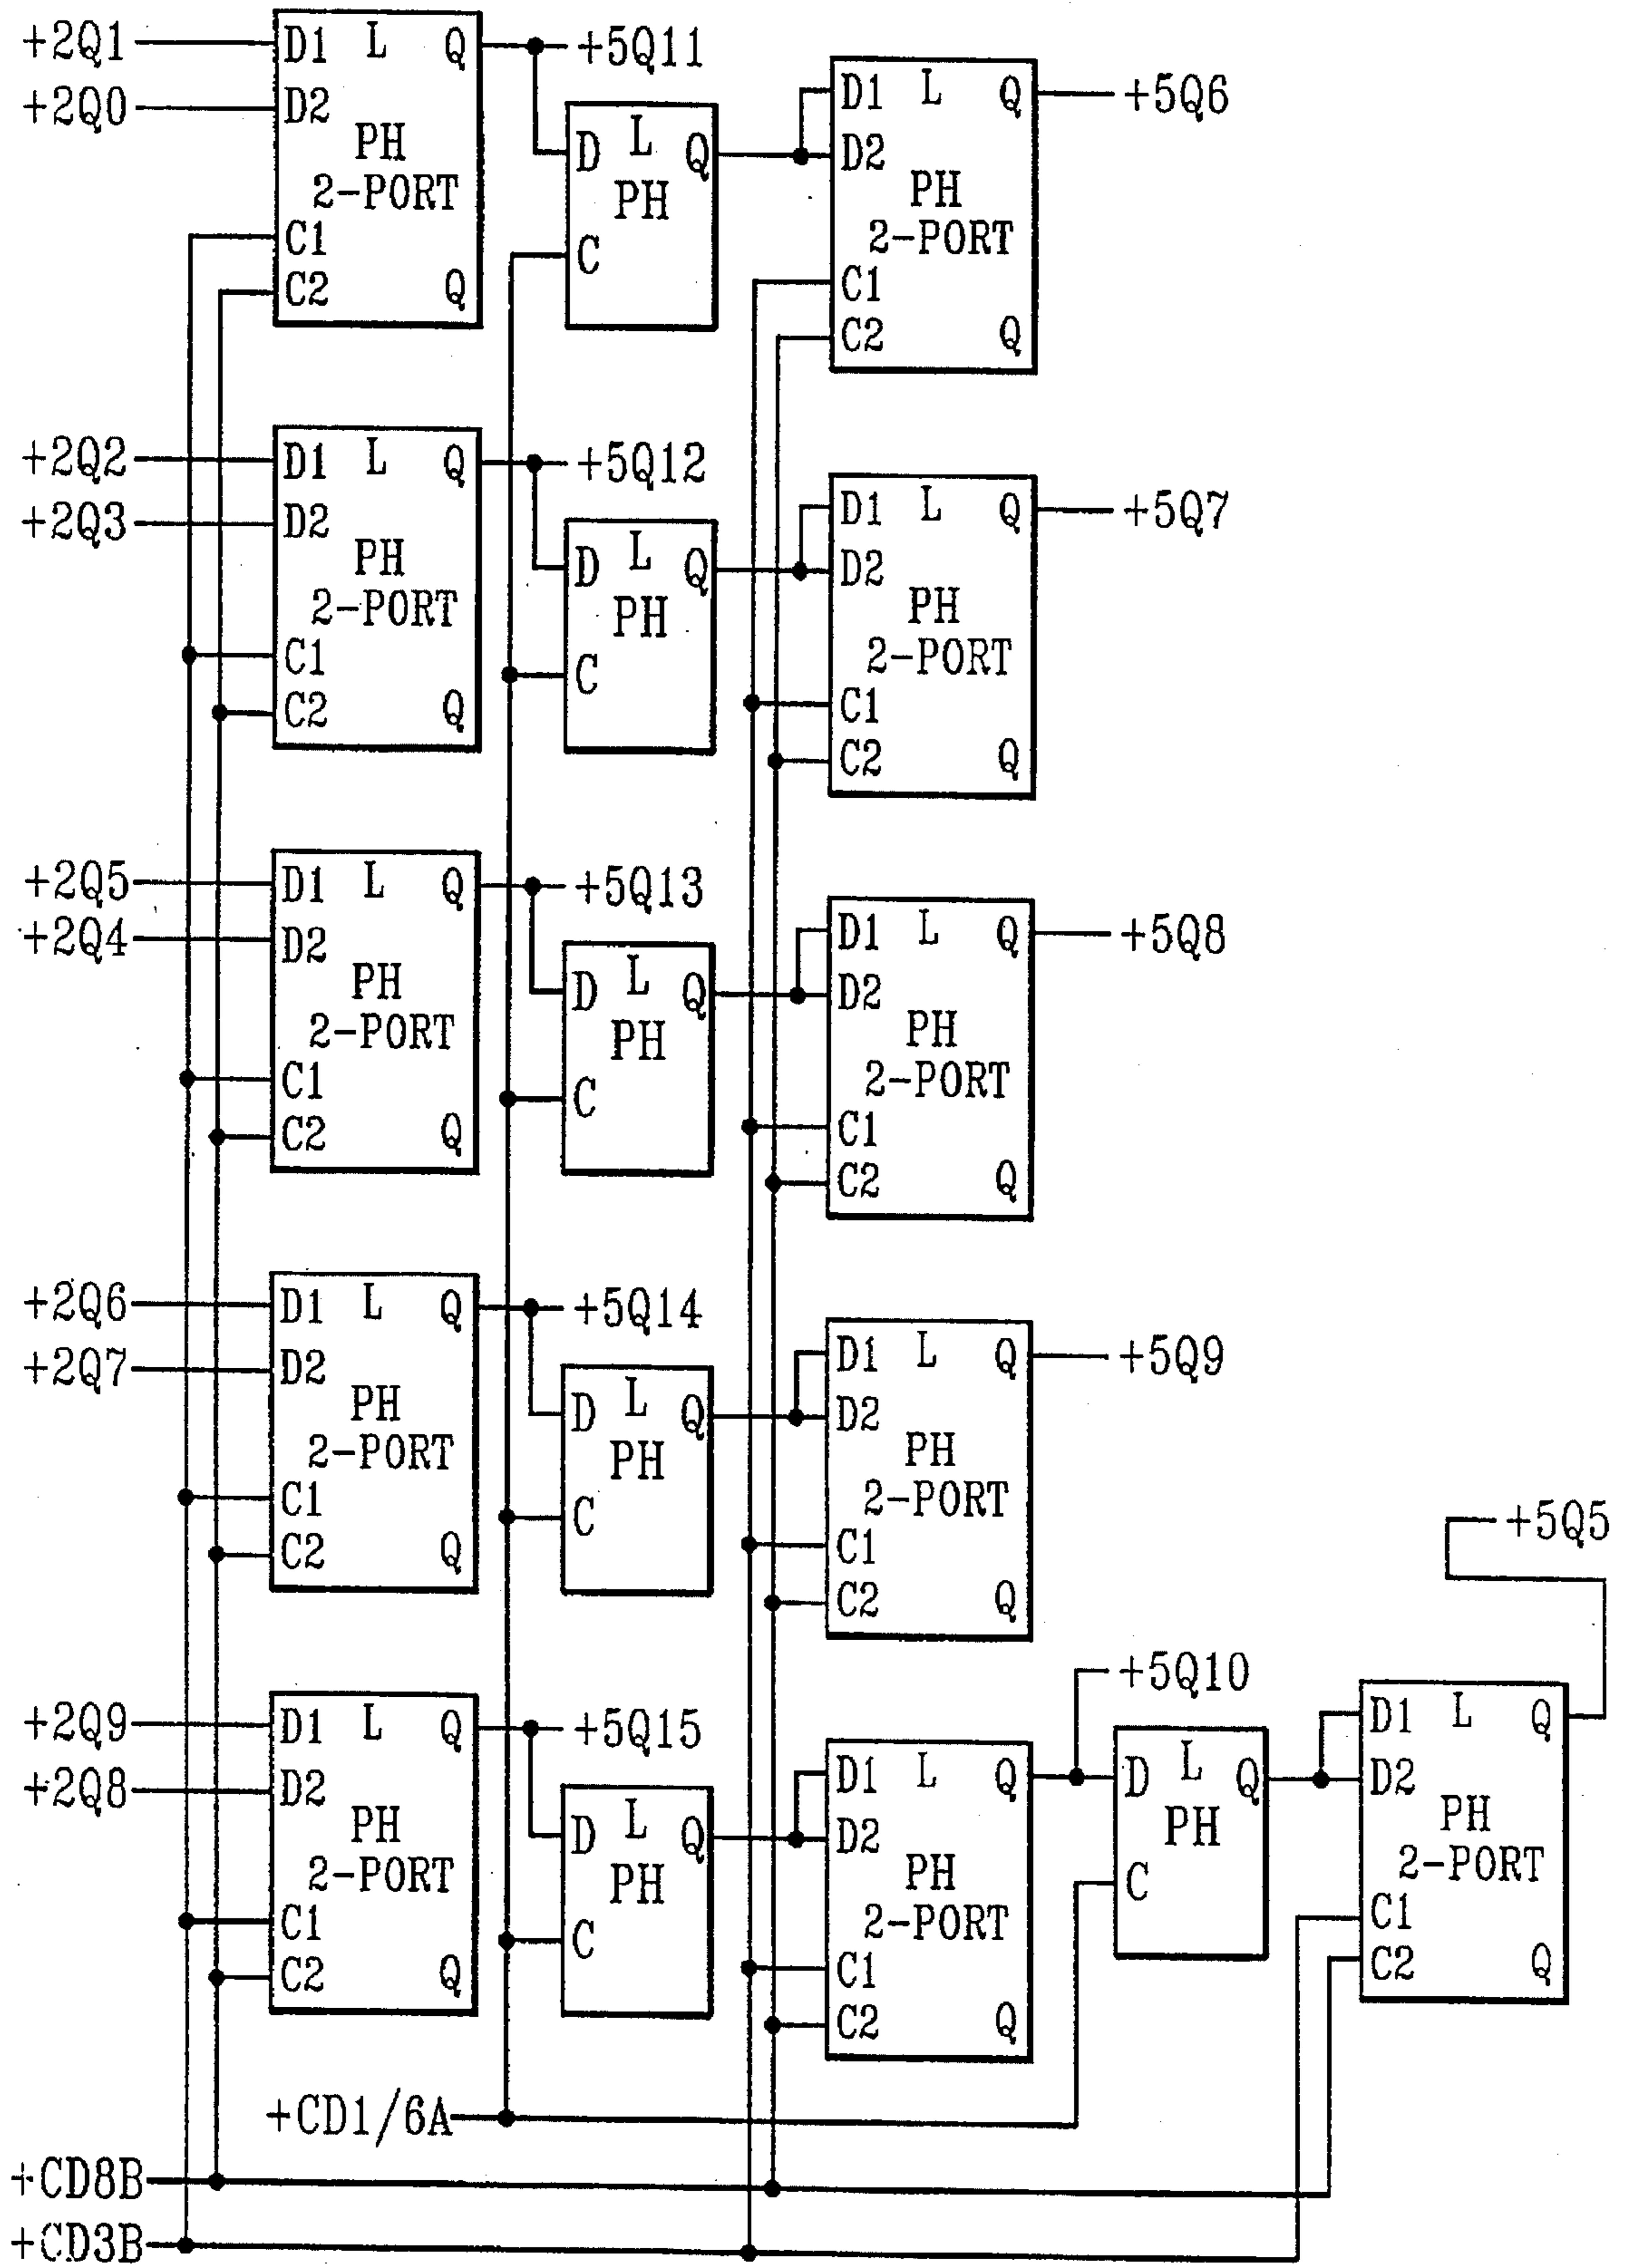 +2Q1
+2Q0
D1 L Q
D2
PH
2-PORT
C1
C2 Q
+5Q11
D L Q
PH
C
D1 L Q
D2
PH
2-PORT
C1
C2 Q
+5Q6
+2Q2
+2Q3
D1 L Q
D2
PH
2-PORT
C1
C2 Q
+5Q12
D L Q
PH
C
D1 L Q
D2
PH
2-PORT
C1
C2 Q
+5Q7
+2Q5
+2Q4
D1 L Q
D2
PH
2-PORT
C1
C2 Q
+5Q13
D L Q
PH
C
D1 L Q
D2
PH
2-PORT
C1
C2 Q
+5Q8
+2Q6
+2Q7
D1 L Q
D2
PH
2-PORT
C1
C2 Q
+5Q14
D L Q
PH
C
D1 L Q
D2
PH
2-PORT
C1
C2 Q
+5Q9
+2Q9
+2Q8
D1 L Q
D2
PH
2-PORT
C1
C2 Q
+5Q15
D L Q
PH
C
D1 L Q
D2
PH
2-PORT
C1
C2 Q
+5Q10
D L Q
PH
C
D1 L Q
D2
PH
2-PORT
C1
C2 Q
+5Q5
+CD1/6A
+CD8B
+CD3B